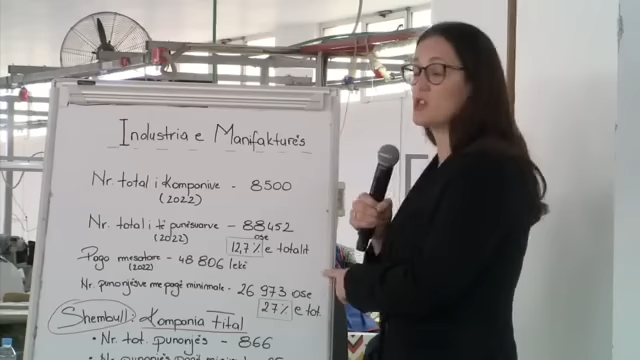 Industria e Manifakturës
Nr total i Kompanive - 8500
(2022)
Nr. total i të punësuarve - 88452
(2022) ose
12,7% e totalit
Paga mesatare - 48 806 lekë
(2022)
Nr. punonjësve me pagë minimale - 26 973 ose
27% e tot.
Shembull: Kompania Fital
• Nr. tot. punonjës - 866